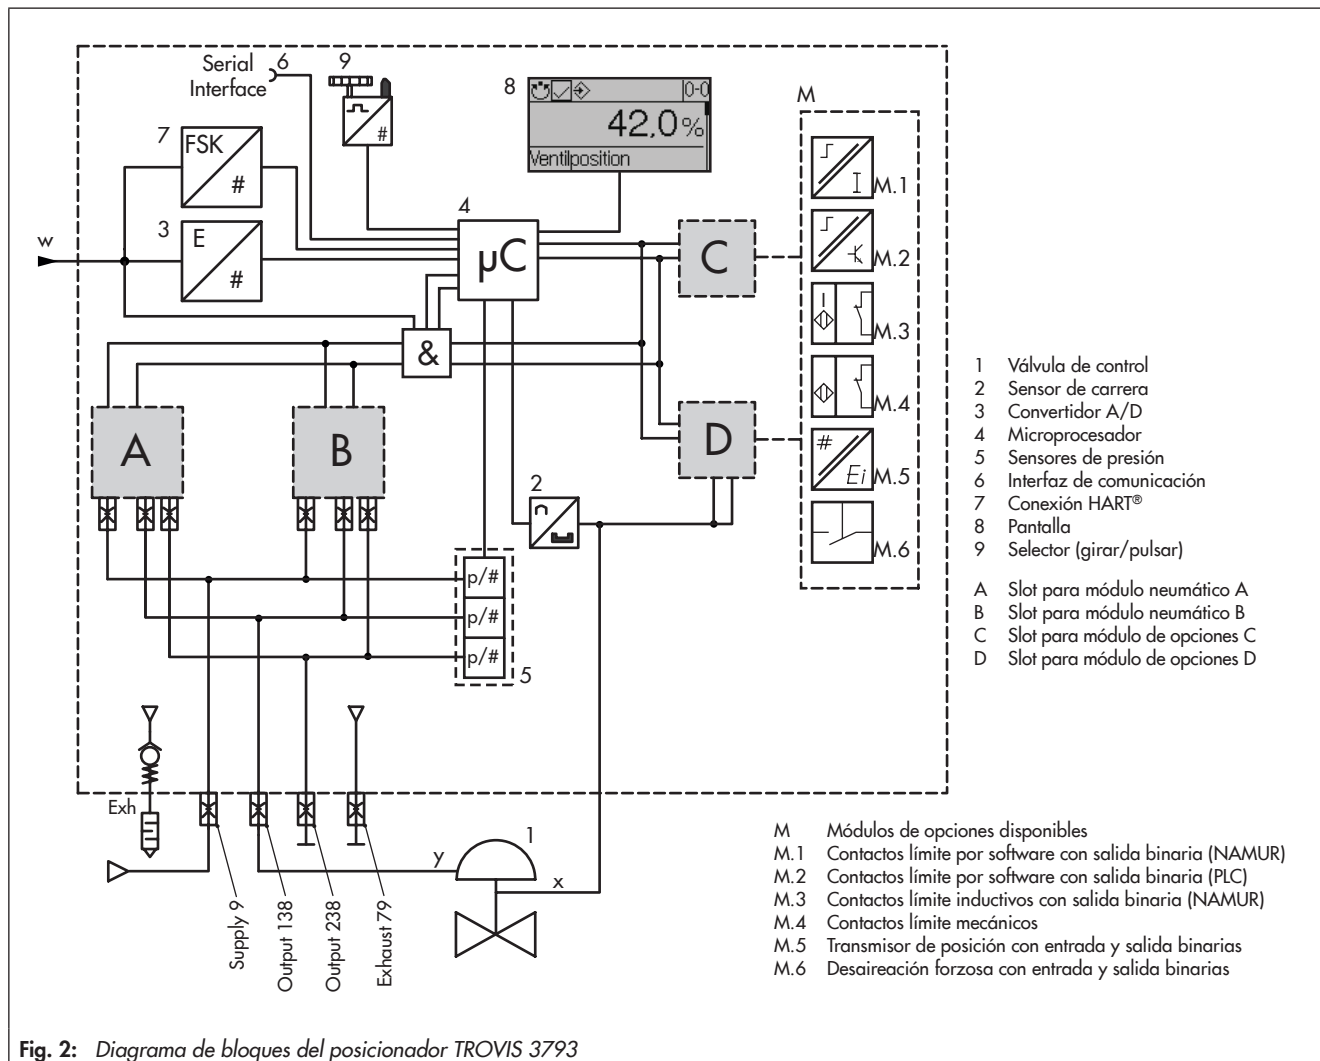 Serial
Interface
6
9
8
0-0
42,0%
Ventilposition
M
7
FSK
#
#
3
E
#
4
µC
w
C
M.1
M.2
M.3
M.4
#
Ei
M.5
M.6
&
A
B
D
2
p/#
p/#
p/#
5
Exh
y
x
1
Supply 9
Output 138
Output 238
Exhaust 79
1 Válvula de control
2 Sensor de carrera
3 Convertidor A/D
4 Microprocesador
5 Sensores de presión
6 Interfaz de comunicación
7 Conexión HART®
8 Pantalla
9 Selector (girar/pulsar)
A Slot para módulo neumático A
B Slot para módulo neumático B
C Slot para módulo de opciones C
D Slot para módulo de opciones D
M Módulos de opciones disponibles
M.1 Contactos límite por software con salida binaria (NAMUR)
M.2 Contactos límite por software con salida binaria (PLC)
M.3 Contactos límite inductivos con salida binaria (NAMUR)
M.4 Contactos límite mecánicos
M.5 Transmisor de posición con entrada y salida binarias
M.6 Desaireación forzosa con entrada y salida binarias
Fig. 2: Diagrama de bloques del posicionador TROVIS 3793